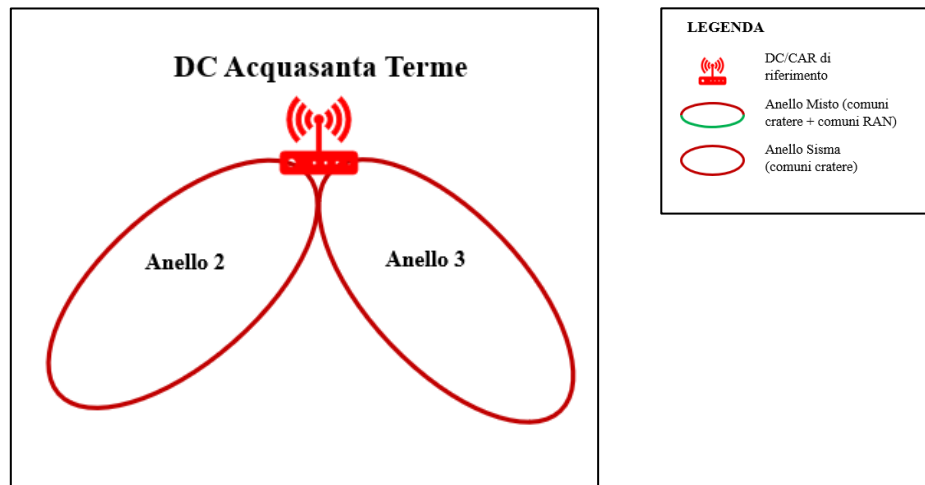 DC Acquasanta Terme
Anello 2
Anello 3
LEGENDA
DC/CAR di
riferimento
Anello Misto (comuni
cratere + comuni RAN)
Anello Sisma
(comuni cratere)